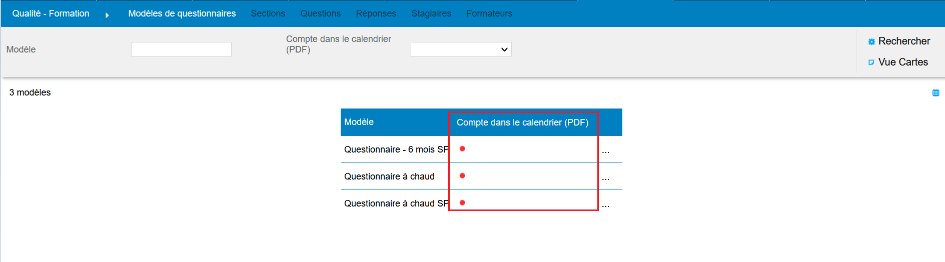 Qualité - Formation Modèles de questionnaires Sections Questions Réponses Stagiaires Formateurs
Modèle
Compte dans le calendrier
(PDF)
Rechercher
Vue Cartes
3 modèles
Modèle Compte dans le calendrier (PDF)
Questionnaire - 6 mois SF ...
Questionnaire à chaud ...
Questionnaire à chaud SF ...